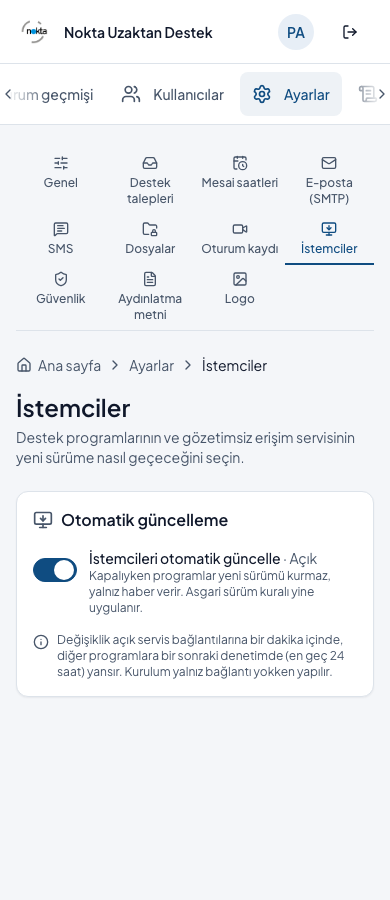 nokta
Nokta Uzaktan Destek
PA
rum geçmişi
Kullanıcılar
Ayarlar
Genel
Destek talepleri
Mesai saatleri
E-posta (SMTP)
SMS
Dosyalar
Oturum kaydı
İstemciler
Güvenlik
Aydınlatma metni
Logo
Ana sayfa > Ayarlar > İstemciler
İstemciler
Destek programlarının ve gözetimsiz erişim servisinin
yeni sürüme nasıl geçeceğini seçin.
Otomatik güncelleme
İstemcileri otomatik güncelle · Açık
Kapalıyken programlar yeni sürümü kurmaz,
yalnız haber verir. Asgari sürüm kuralı yine
uygulanır.
Değişiklik açık servis bağlantılarına bir dakika içinde,
diğer programlara bir sonraki denetimde (en geç 24
saat) yansır. Kurulum yalnız bağlantı yokken yapılır.